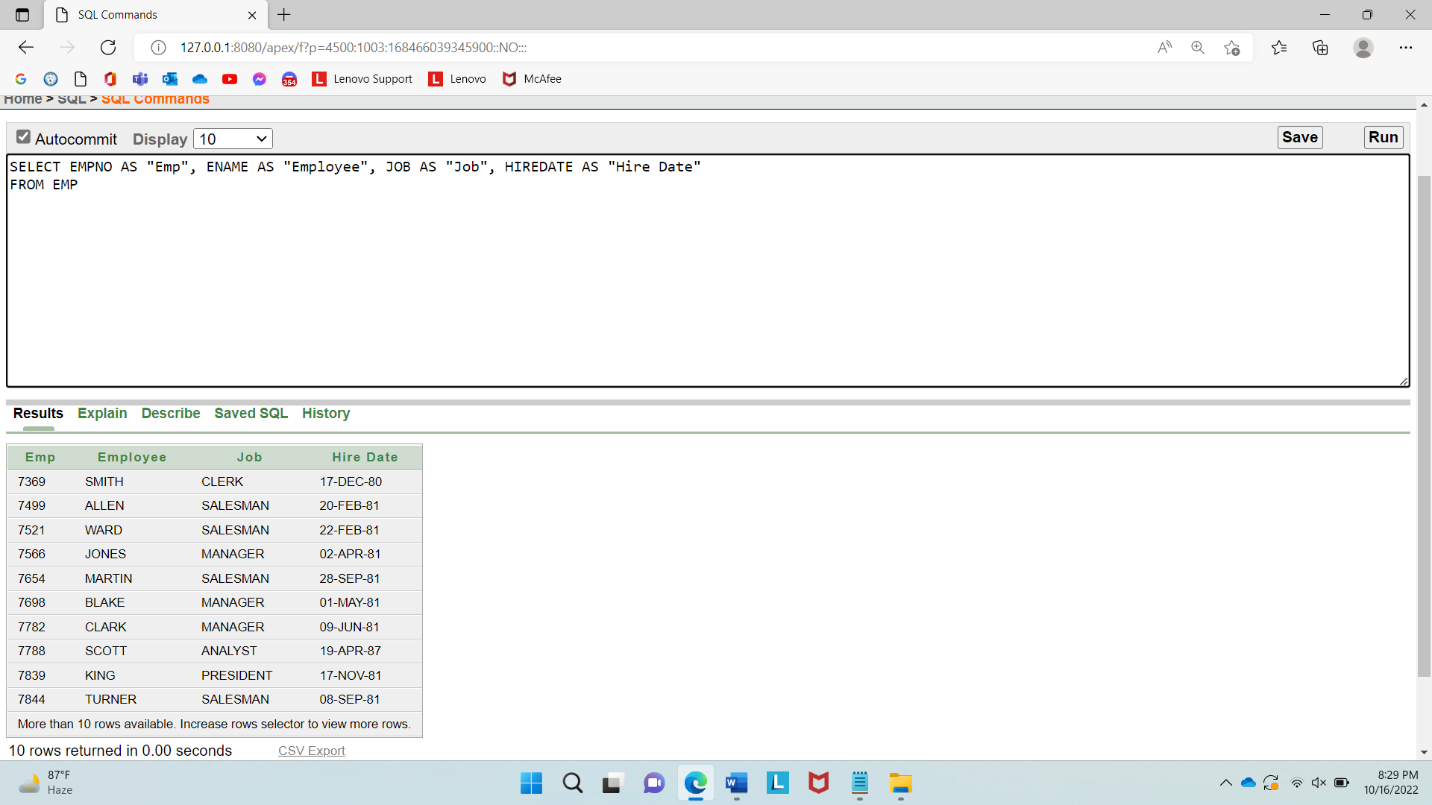 SQL Commands
127.0.0.1:8080/apex/f?p=4500:1003:168466039345900::NO:::
354 Lenovo Support Lenovo McAfee
Home > SQL > SQL Commands
Autocommit Display 10 Save Run
SELECT EMPNO AS "Emp", ENAME AS "Employee", JOB AS "Job", HIREDATE AS "Hire Date"
FROM EMP
Results Explain Describe Saved SQL History
Emp Employee Job Hire Date
7369 SMITH CLERK 17-DEC-80
7499 ALLEN SALESMAN 20-FEB-81
7521 WARD SALESMAN 22-FEB-81
7566 JONES MANAGER 02-APR-81
7654 MARTIN SALESMAN 28-SEP-81
7698 BLAKE MANAGER 01-MAY-81
7782 CLARK MANAGER 09-JUN-81
7788 SCOTT ANALYST 19-APR-87
7839 KING PRESIDENT 17-NOV-81
7844 TURNER SALESMAN 08-SEP-81
More than 10 rows available. Increase rows selector to view more rows.
10 rows returned in 0.00 seconds CSV Export
87°F
Haze
8:29 PM
10/16/2022